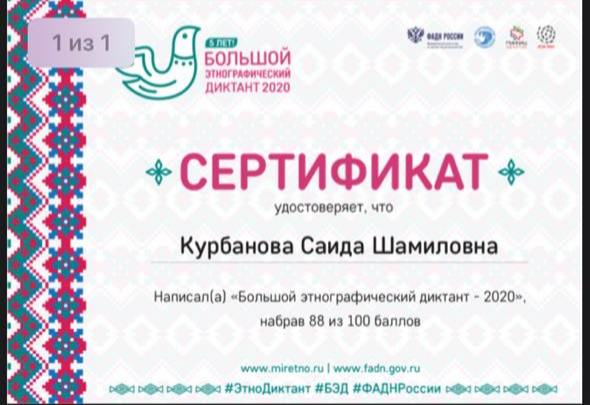 1 из 1
5 ЛЕТ!
БОЛЬШОЙ
ЭТНОГРАФИЧЕСКИЙ
ДИКТАНТ 2020
ФАДН РОССИИ
СЕРТИФИКАТ
удостоверяет, что
Курбанова Саида Шамиловна
Написал(а) «Большой этнографический диктант - 2020»,
набрав 88 из 100 баллов
www.miretno.ru | www.fadn.gov.ru
#ЭтноДиктант #БЭД #ФАДНРоссии